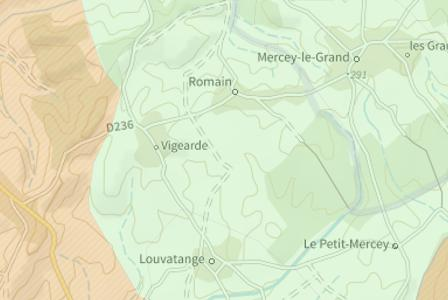 les Gra
Mercey-le-Grand
291
Romain
D236
Vigearde
Le Petit-Mercey
Louvatange